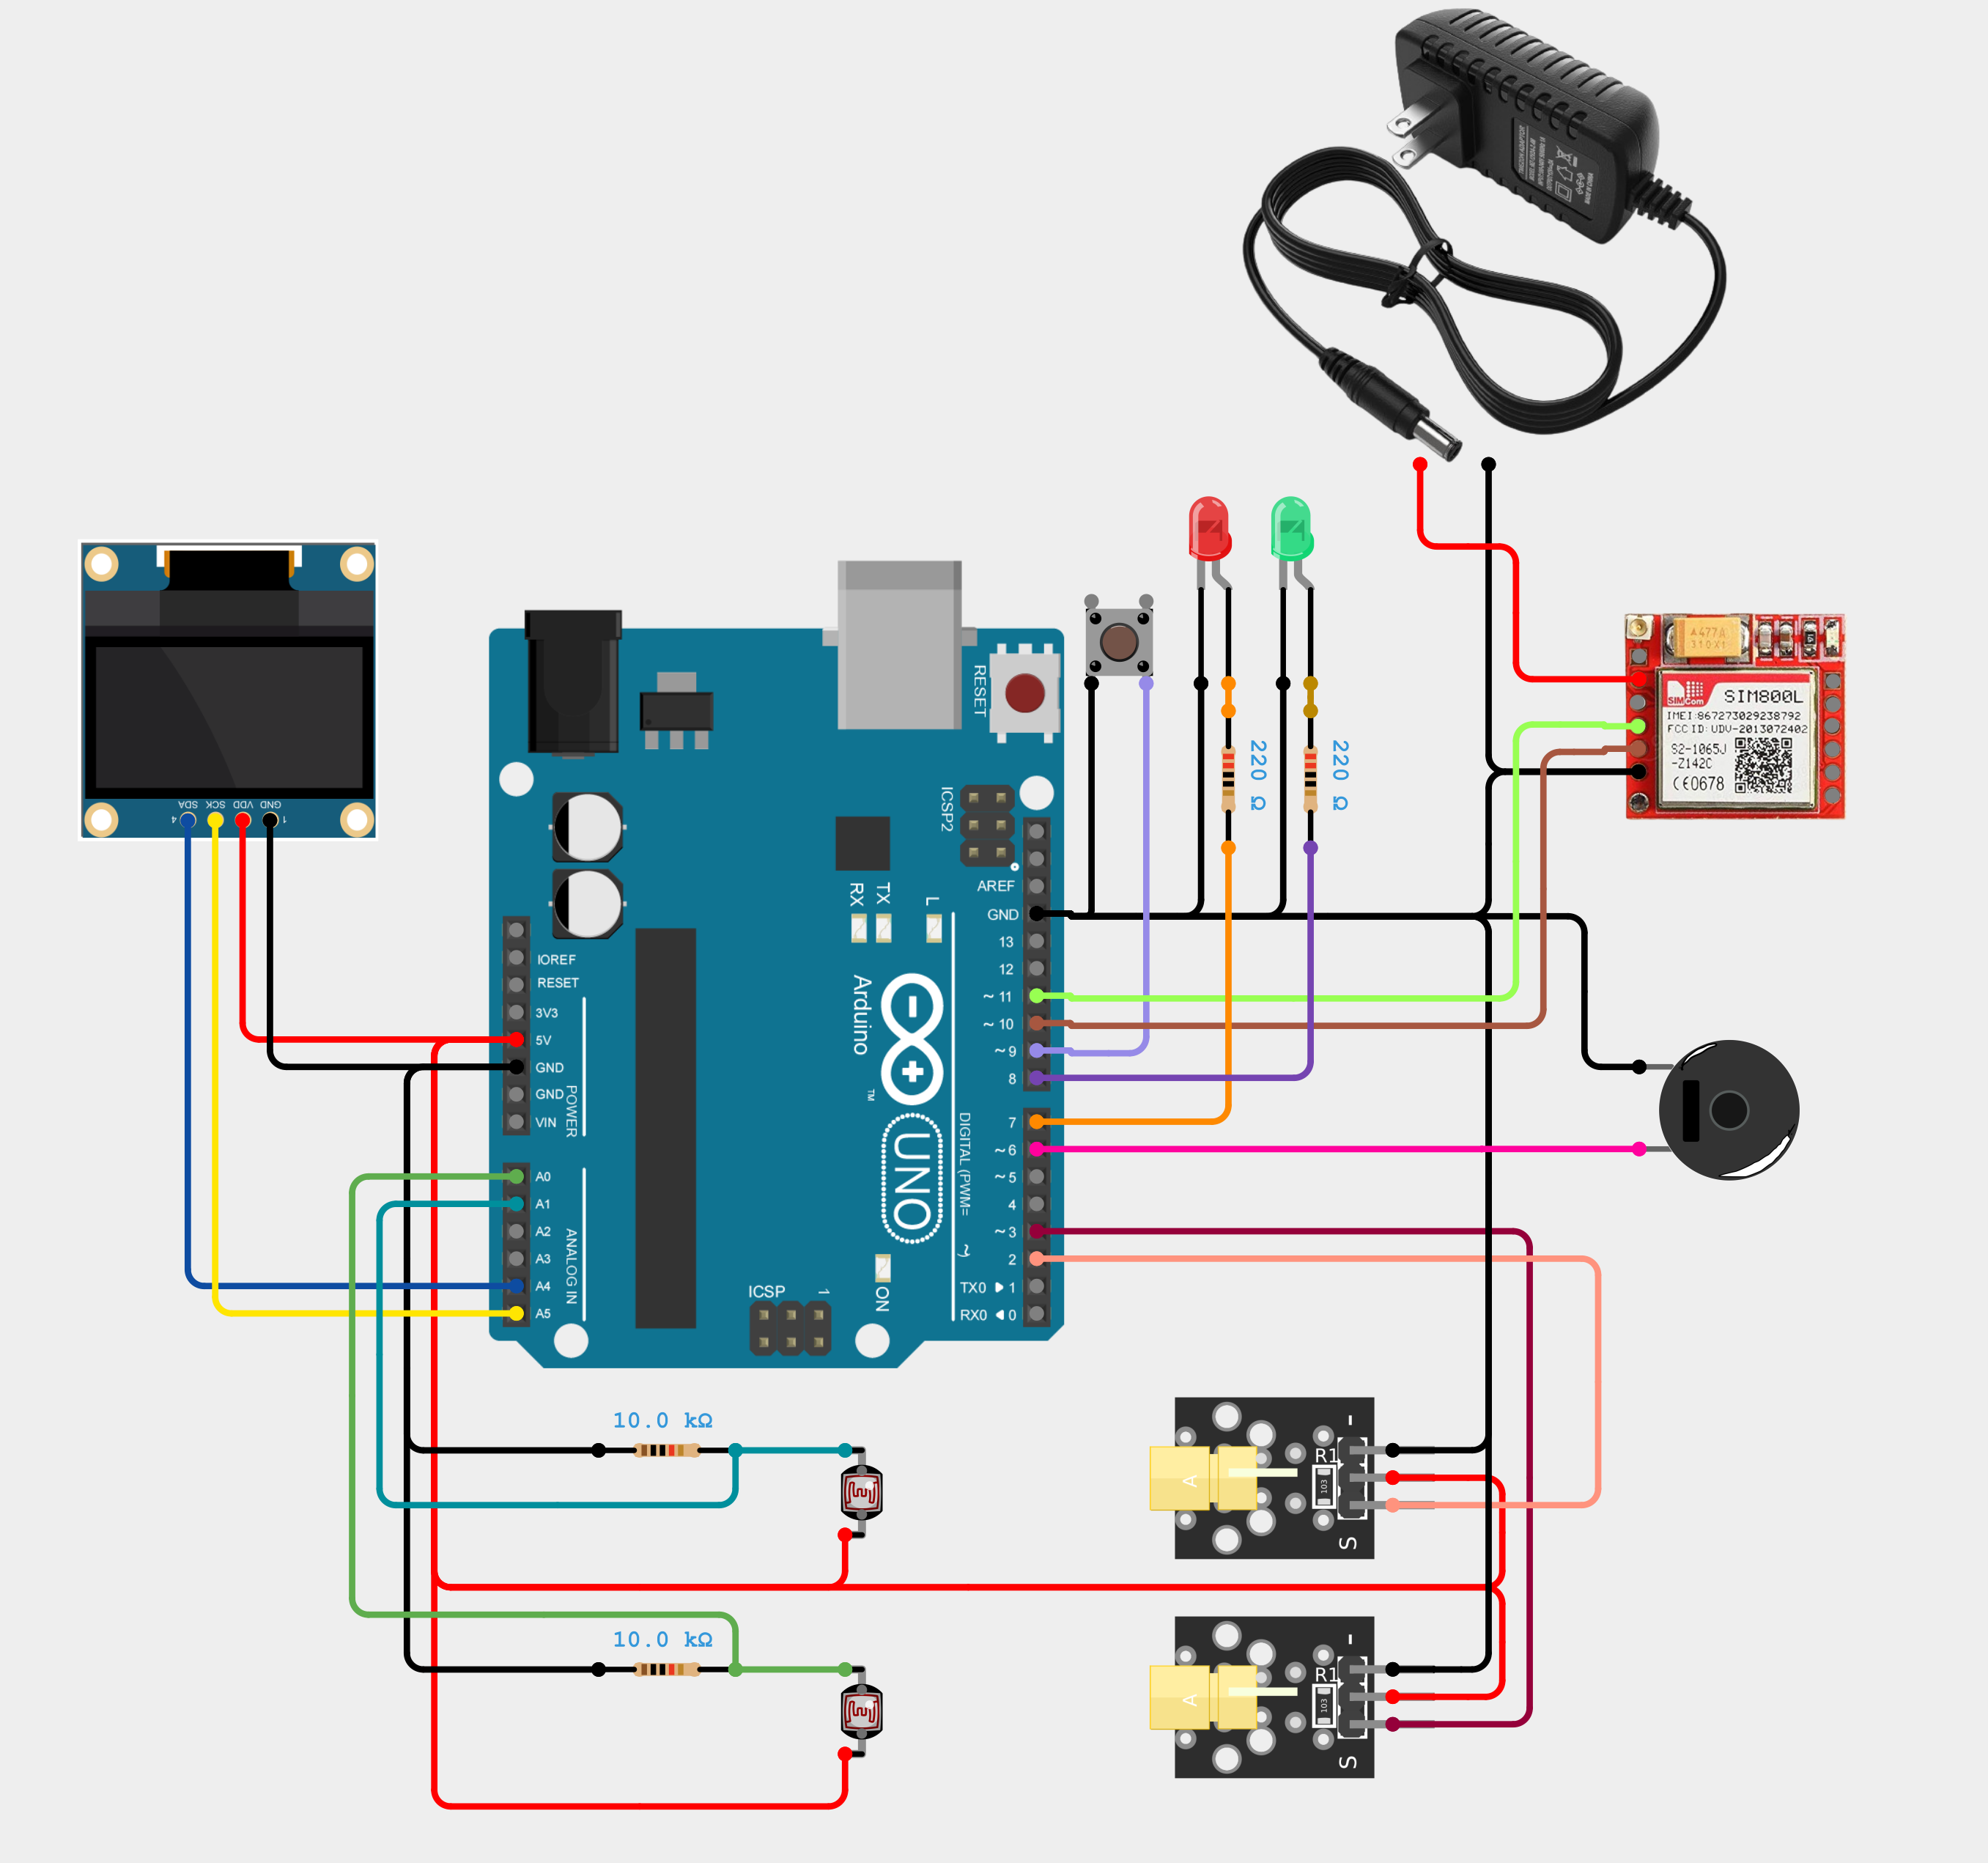 SIM800L
IMEI:867273029238792
FCC ID: UDV-2013072402
S2-1065J
-Z142C
CE0678
SIMCom
477A
310X1
GND
VDD
SCK
SDA
1
4
RESET
220 Ω
220 Ω
ICSP2
AREF
GND
13
12
~ 11
~ 10
~ 9
8
7
~ 6
~ 5
4
~ 3
2
TX0 ▶ 1
RX0 ◀ 0
RX
TX
L
IOREF
RESET
3V3
5V
GND
GND
VIN
POWER
A0
A1
A2
A3
A4
A5
ANALOG IN
Arduino
TM
UNO
DIGITAL (PWM= ~)
ICSP
1
ON
10.0 kΩ
10.0 kΩ
A
R1
103
-
S
A
R1
103
-
S